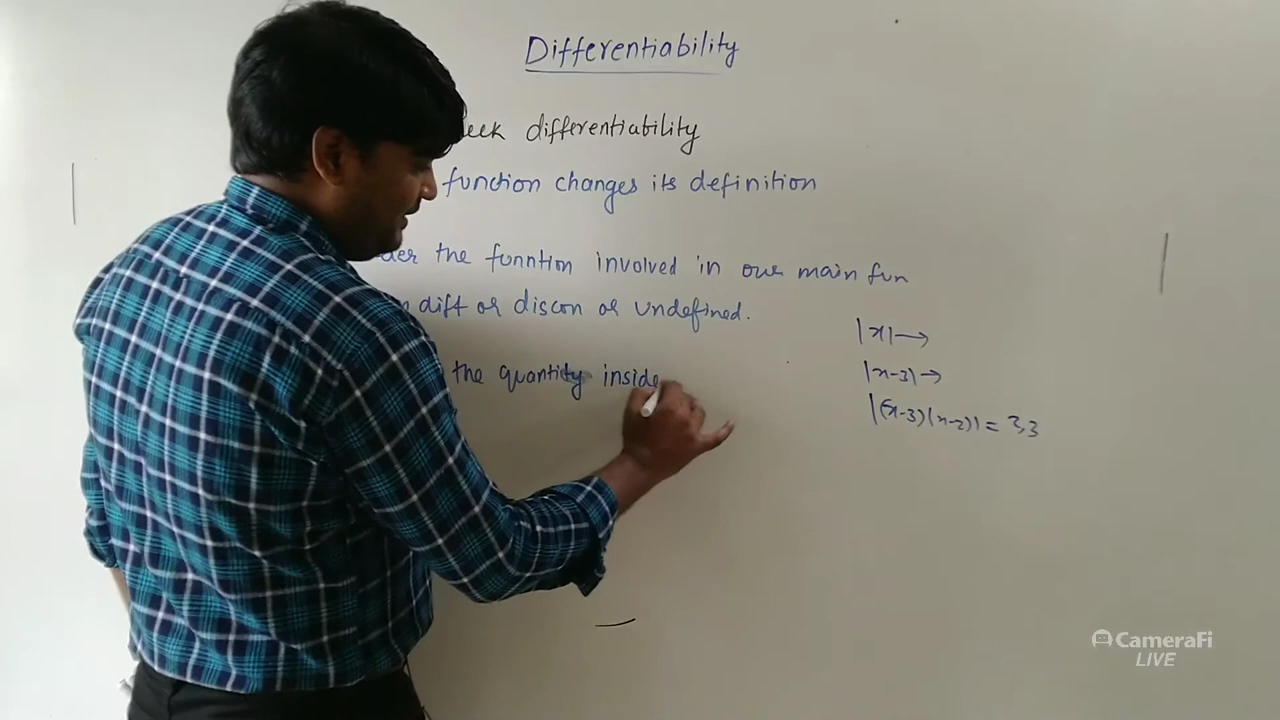 Differentiability
eek differentiability
function changes its definition
der the funntion involved in our main fun
diff or discon or undefined.
the quantity inside
|x| →
|x-3| →
|(x-3)(x-2)| = 3,3
CameraFi
LIVE